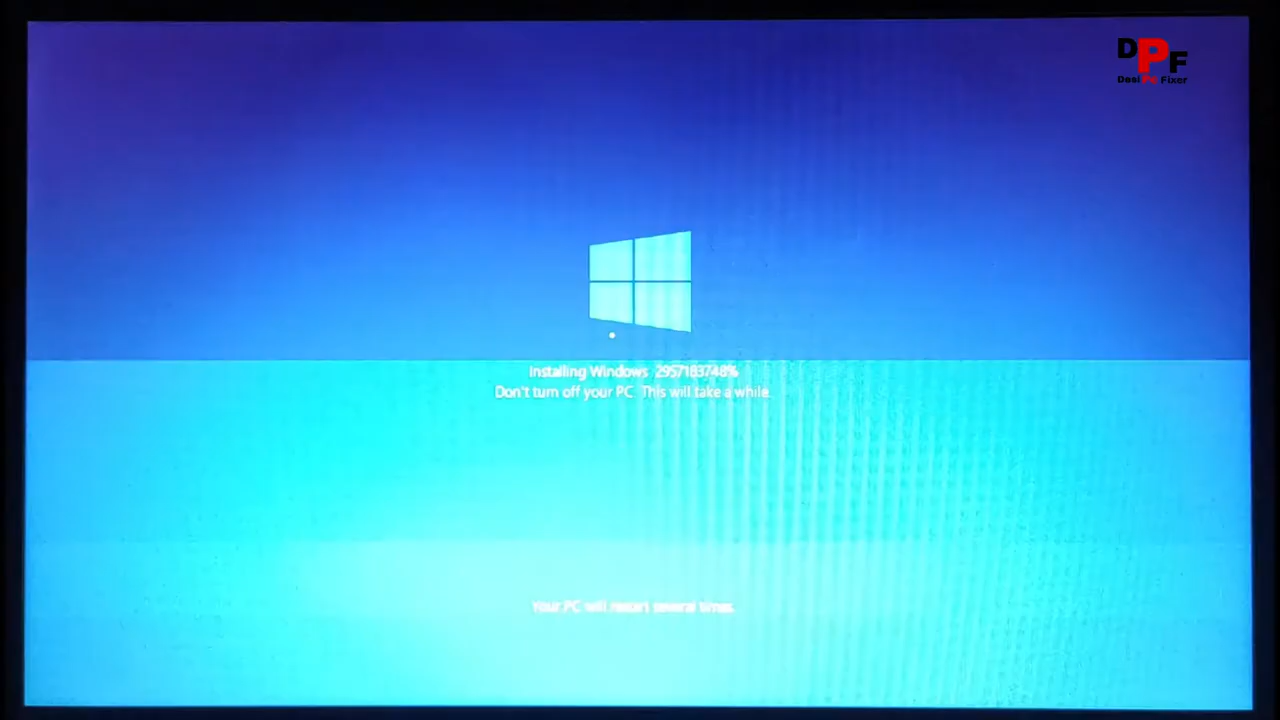 DPF
Desi Pc Fixer
Installing Windows 2957183748%
Don't turn off your PC. This will take a while.
Your PC will restart several times.